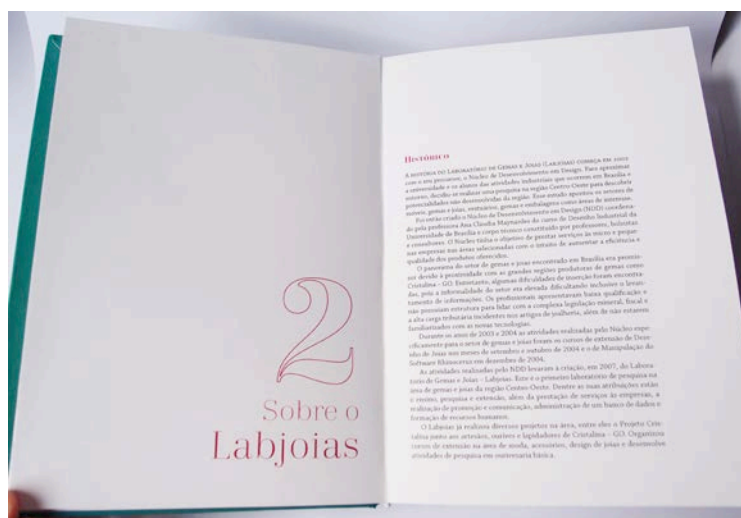 2
Sobre o
Labjoias
Histórico
A história do Laboratório de Gemas e Joias (Labjoias) começa em 2002
com o seu precursor, o Núcleo de Desenvolvimento em Design. Para aproximar
a universidade e os alunos das atividades industriais que ocorrem em Brasília e
entorno, decidiu-se realizar uma pesquisa na região Centro-Oeste para descobrir
potencialidades não desenvolvidas da região. Esse estudo apontou os setores de
móveis, gemas e joias, vestuários, gemas e embalagens como áreas de interesse.
Foi então criado o Núcleo de Desenvolvimento em Design (NDD) coordena-
do pela professora Ana Cláudia Maynardes do curso de Desenho Industrial da
Universidade de Brasília e corpo técnico constituído por professores, bolsistas
e consultores. O Núcleo tinha o objetivo de prestar serviços às micro e peque-
nas empresas nas áreas selecionadas com o intuito de aumentar a eficiência e
qualidade dos produtos oferecidos.
O panorama do setor de gemas e joias encontrado em Brasília era promis-
sor devido à proximidade com as grandes regiões produtoras de gemas como
Cristalina – GO. Entretanto, algumas dificuldades de inserção foram encontra-
das, pois a informalidade do setor era elevada dificultando inclusive o levan-
tamento de informações. Os profissionais apresentavam baixa qualificação e
não possuíam estrutura para lidar com a complexa legislação mineral, fiscal e
a alta carga tributária incidentes nos artigos de joalheria, além de não estarem
familiarizados com as novas tecnologias.
Durante os anos de 2003 e 2004 as atividades realizadas pelo Núcleo espe-
cificamente para o setor de gemas e joias foram os cursos de extensão de Dese-
nho de Joias nos meses de setembro e outubro de 2004 e o de Manipulação do
Software Rhinoceros em dezembro de 2004.
As atividades realizadas pelo NDD levaram à criação, em 2007, do Labora-
tório de Gemas e Joias – Labjoias. Este é o primeiro laboratório de pesquisa na
área de gemas e joias da região Centro-Oeste. Dentre as suas atribuições estão
o ensino, pesquisa e extensão, além da prestação de serviços às empresas, a
realização de promoção e comunicação, administração de um banco de dados e
formação de recursos humanos.
O Labjoias já realizou diversos projetos na área, entre eles o Projeto Cris-
talina junto aos artesãos, ourives e lapidadores de Cristalina – GO. Organizou
cursos de extensão na área de moda, acessórios, design de joias e desenvolve
atividades de pesquisa em ourivesaria básica.